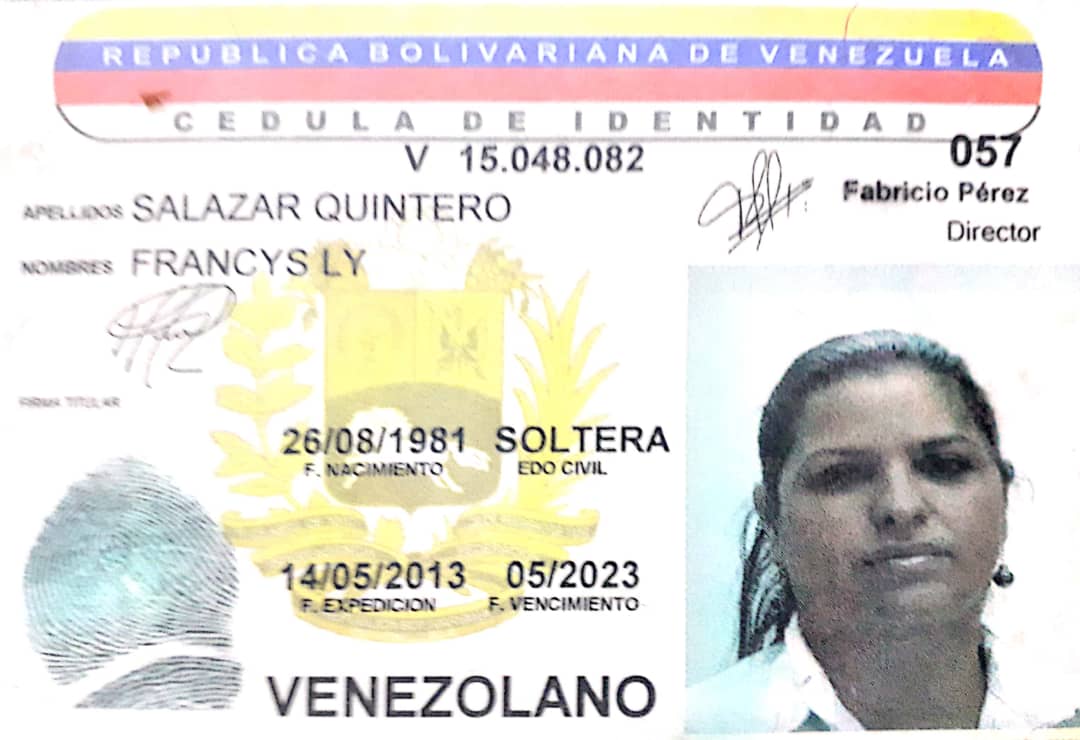 REPUBLICA BOLIVARIANA DE VENEZUELA
CEDULA DE IDENTIDAD
V 15.048.082
057
Fabricio Pérez
Director
APELLIDOS SALAZAR QUINTERO
NOMBRES FRANCYS LY
FIRMA TITULAR
26/08/1981 SOLTERA
F. NACIMIENTO EDO CIVIL
14/05/2013 05/2023
F. EXPEDICION F. VENCIMIENTO
VENEZOLANO